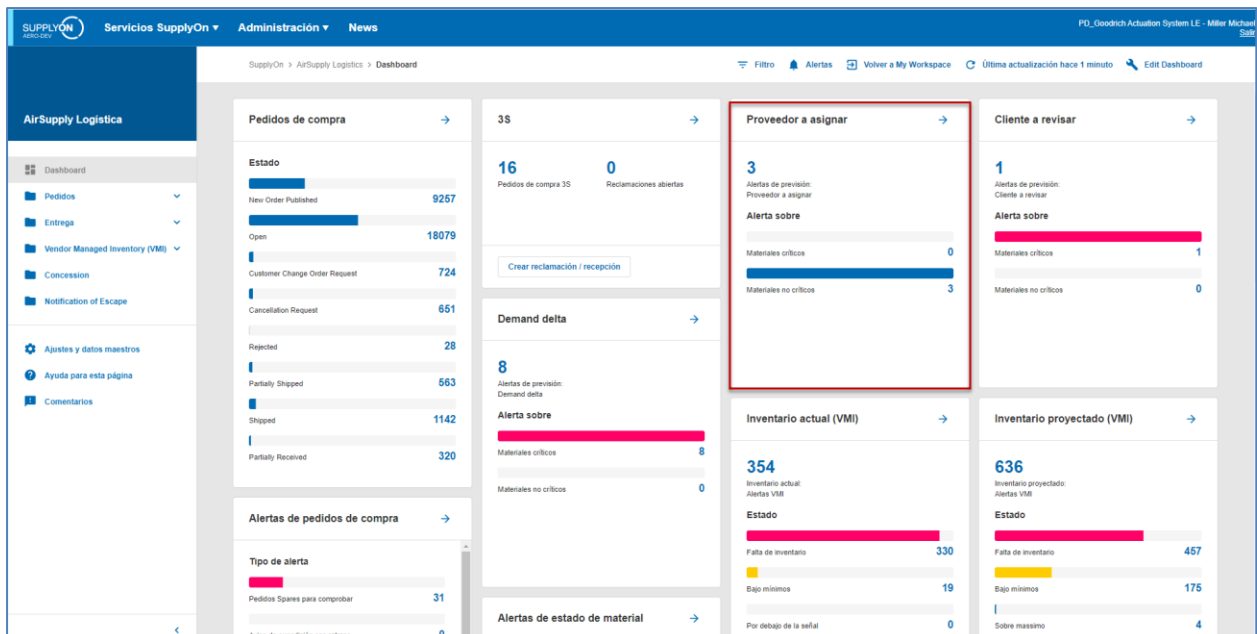 SUPPLYON
AERO-DEV
Servicios SupplyOn
Administración
News
PD_Goodrich Actuation System LE - Miller Michael
Salir
AirSupply Logistica
SupplyOn > AirSupply Logistics > Dashboard
Filtro
Alertas
Volver a My Workspace
Última actualización hace 1 minuto
Edit Dashboard
Dashboard
Pedidos
Entrega
Vendor Managed Inventory (VMI)
Concession
Notification of Escape
Ajustes y datos maestros
Ayuda para esta página
Comentarios
Pedidos de compra
Estado
New Order Published 9257
Open 18079
Customer Change Order Request 724
Cancellation Request 651
Rejected 28
Partially Shipped 563
Shipped 1142
Partially Received 320
Alertas de pedidos de compra
Tipo de alerta
Pedidos Spares para comprobar 31
3S
16
Pedidos de compra 3S
0
Reclamaciones abiertas
Crear reclamación / recepción
Demand delta
8
Alertas de previsión:
Demand delta
Alerta sobre
Materiales críticos 8
Materiales no críticos 0
Alertas de estado de material
Proveedor a asignar
3
Alertas de previsión:
Proveedor a asignar
Alerta sobre
Materiales críticos 0
Materiales no críticos 3
Cliente a revisar
1
Alertas de previsión:
Cliente a revisar
Alerta sobre
Materiales críticos 1
Materiales no críticos 0
Inventario actual (VMI)
354
Inventario actual:
Alertas VMI
Estado
Falta de inventario 330
Bajo mínimos 19
Por debajo de la señal 0
Inventario proyectado (VMI)
636
Inventario proyectado:
Alertas VMI
Estado
Falta de inventario 457
Bajo mínimos 175
Sobre massimo 4